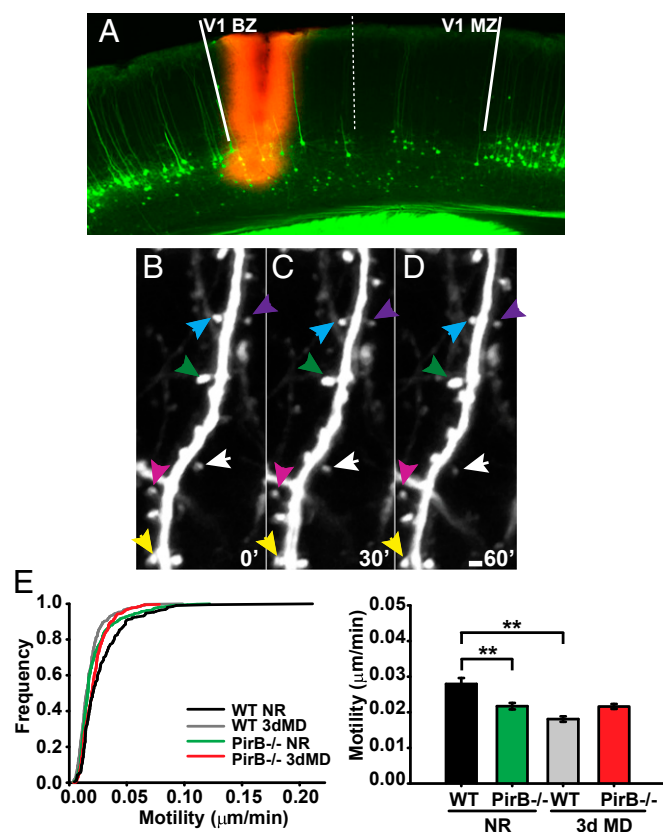 A
V1 BZ
V1 MZ
B
C
D
0'
30'
60'
E
Frequency
1.0
0.8
0.6
0.4
0.2
0.0
0.00
0.05
0.10
0.15
0.20
Motility (μm/min)
WT NR
WT 3dMD
PirB-/- NR
PirB-/- 3dMD
Motility (μm/min)
0.05
0.04
0.03
0.02
0.01
0.00
**
**
WT PirB-/- WT PirB-/-
NR
3d MD